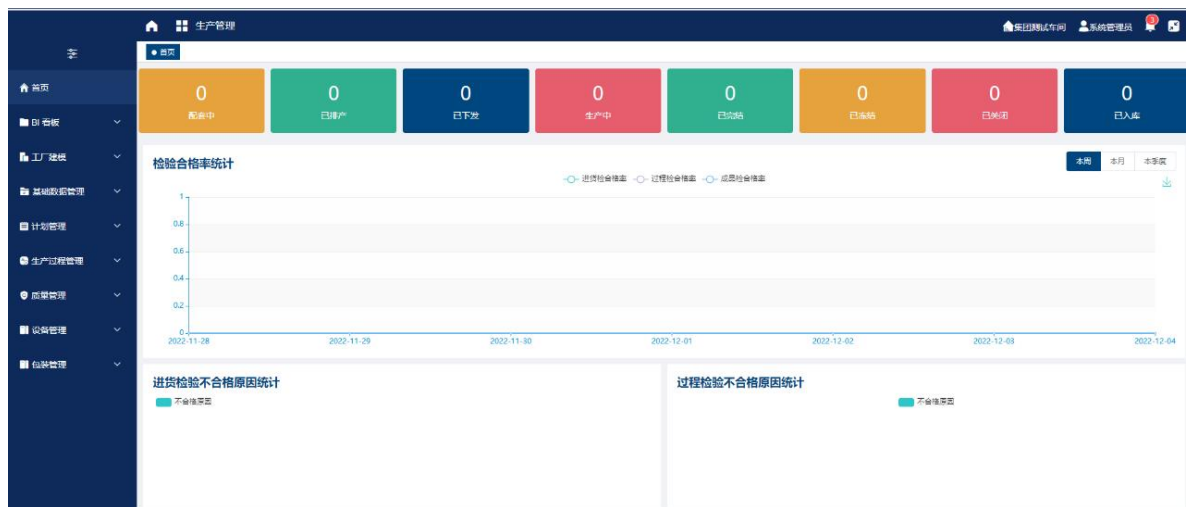 生产管理
集团测试车间 系统管理员 3
首页
首页
BI 看板
工厂建模
基础数据管理
计划管理
生产过程管理
质量管理
设备管理
包装管理
0 0 0 0 0 0 0 0
配套中 已排产 已下发 生产中 已完结 已冻结 已关闭 已入库
检验合格率统计
本周 本月 本季度
进货检合格率 过程检合格率 成品检合格率
1
0.8
0.6
0.4
0.2
0
2022-11-28 2022-11-29 2022-11-30 2022-12-01 2022-12-02 2022-12-03 2022-12-04
进货检验不合格原因统计
不合格原因
过程检验不合格原因统计
不合格原因